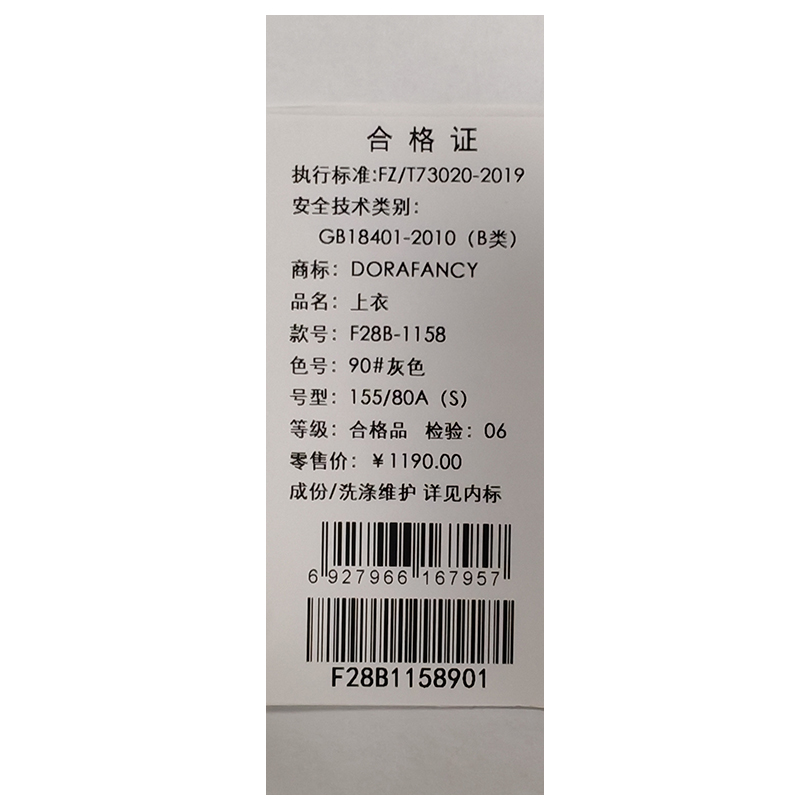 合格证
执行标准:FZ/T73020-2019
安全技术类别:
GB18401-2010（B类）
商标: DORAFANCY
品名: 上衣
款号: F28B-1158
色号: 90#灰色
号型: 155/80A（S）
等级: 合格品 检验: 06
零售价: ¥1190.00
成份/洗涤维护 详见内标
6 927966 167957
F28B1158901